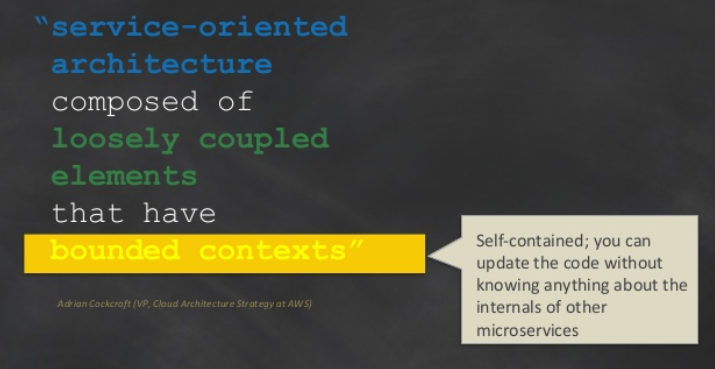 “service-oriented
architecture
composed of
loosely coupled
elements
that have
bounded contexts”
Self-contained; you can
update the code without
knowing anything about the
internals of other
microservices
Adrian Cockcroft (VP, Cloud Architecture Strategy at AWS)